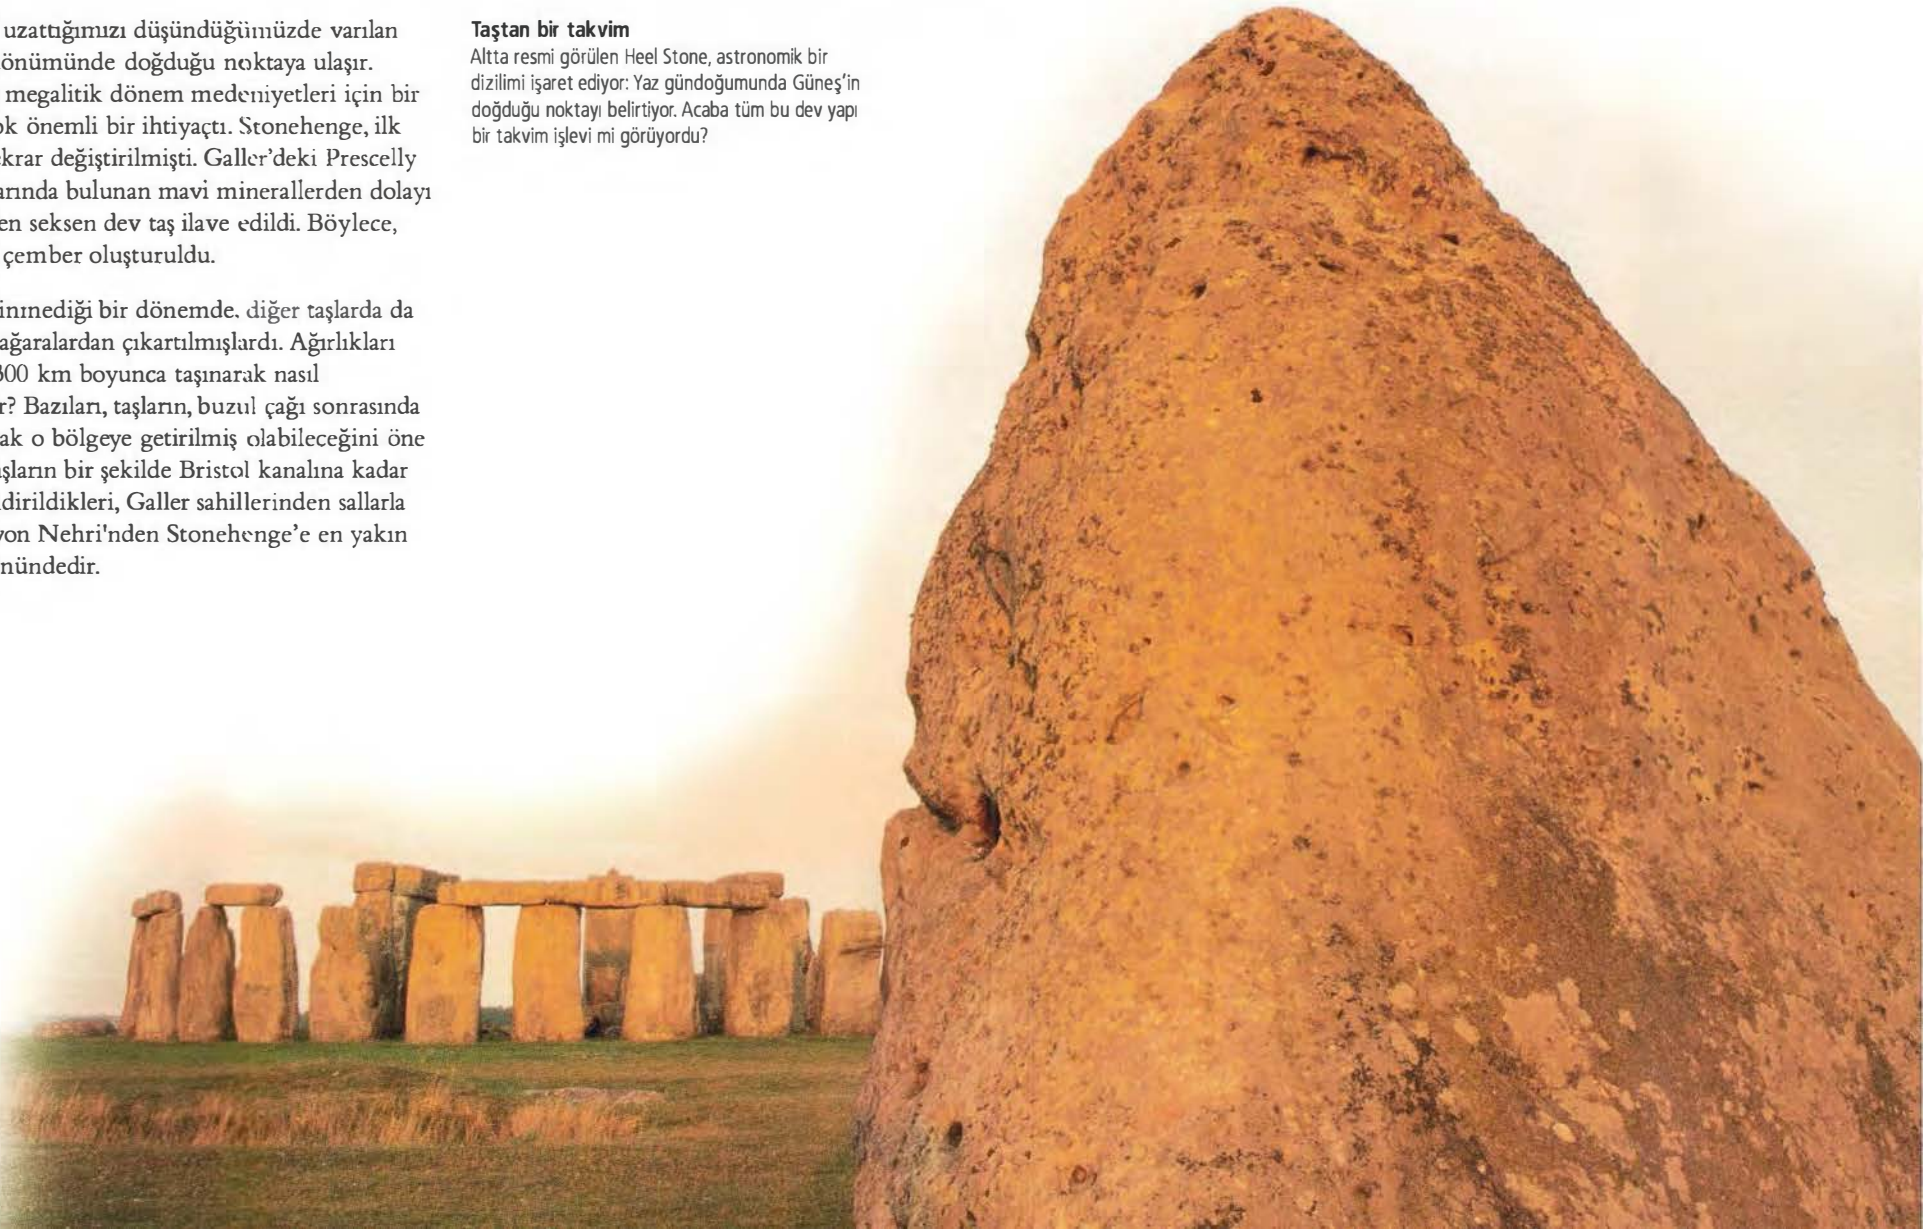 uzattığımızı düşündüğümüzde varılan
önümünde doğduğu noktaya ulaşır.
megalitik dönem medeniyetleri için bir
ok önemli bir ihtiyaçtı. Stonehenge, ilk
ekrar değiştirilmişti. Galler'deki Prescelly
arında bulunan mavi minerallerden dolayı
en seksen dev taş ilave edildi. Böylece,
çember oluşturuldu.
inmediği bir dönemde, diğer taşlarda da
ağaralardan çıkartılmışlardı. Ağırlıkları
300 km boyunca taşınarak nasıl
r? Bazıları, taşların, buzul çağı sonrasında
ak o bölgeye getirilmiş olabileceğini öne
aşların bir şekilde Bristol kanalına kadar
dirildikleri, Galler sahillerinden sallarla
von Nehri'nden Stonehenge'e en yakın
nündedir.
Taştan bir takvim
Altta resmi görülen Heel Stone, astronomik bir
dizilimi işaret ediyor: Yaz gündoğumunda Güneş'in
doğduğu noktayı belirtiyor. Acaba tüm bu dev yapı
bir takvim işlevi mi görüyordu?